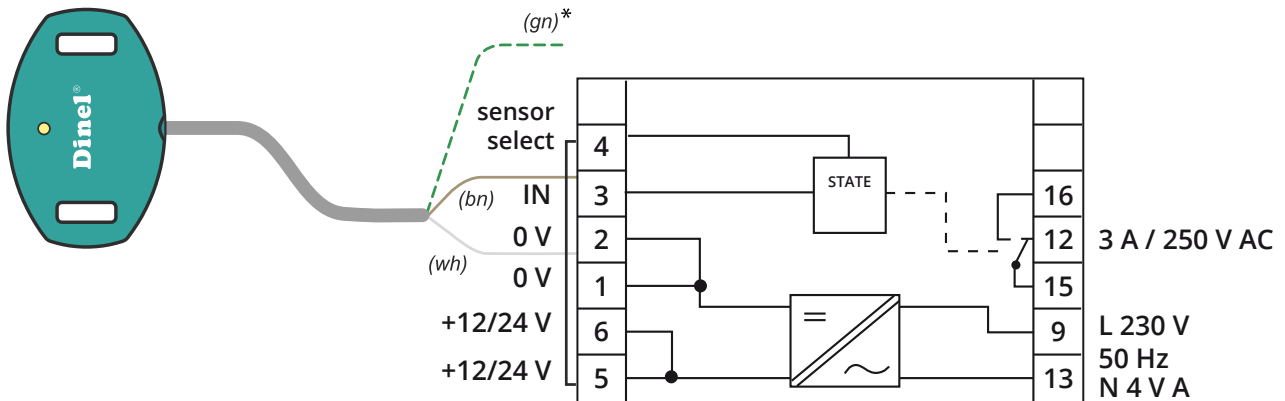 Dinel®
(gn)*
(bn)
(wh)
sensor
select
IN
0 V
0 V
+12/24 V
+12/24 V
4
3
2
1
6
5
STATE
16
12
15
9
13
3 A / 250 V AC
L 230 V
50 Hz
N 4 V A